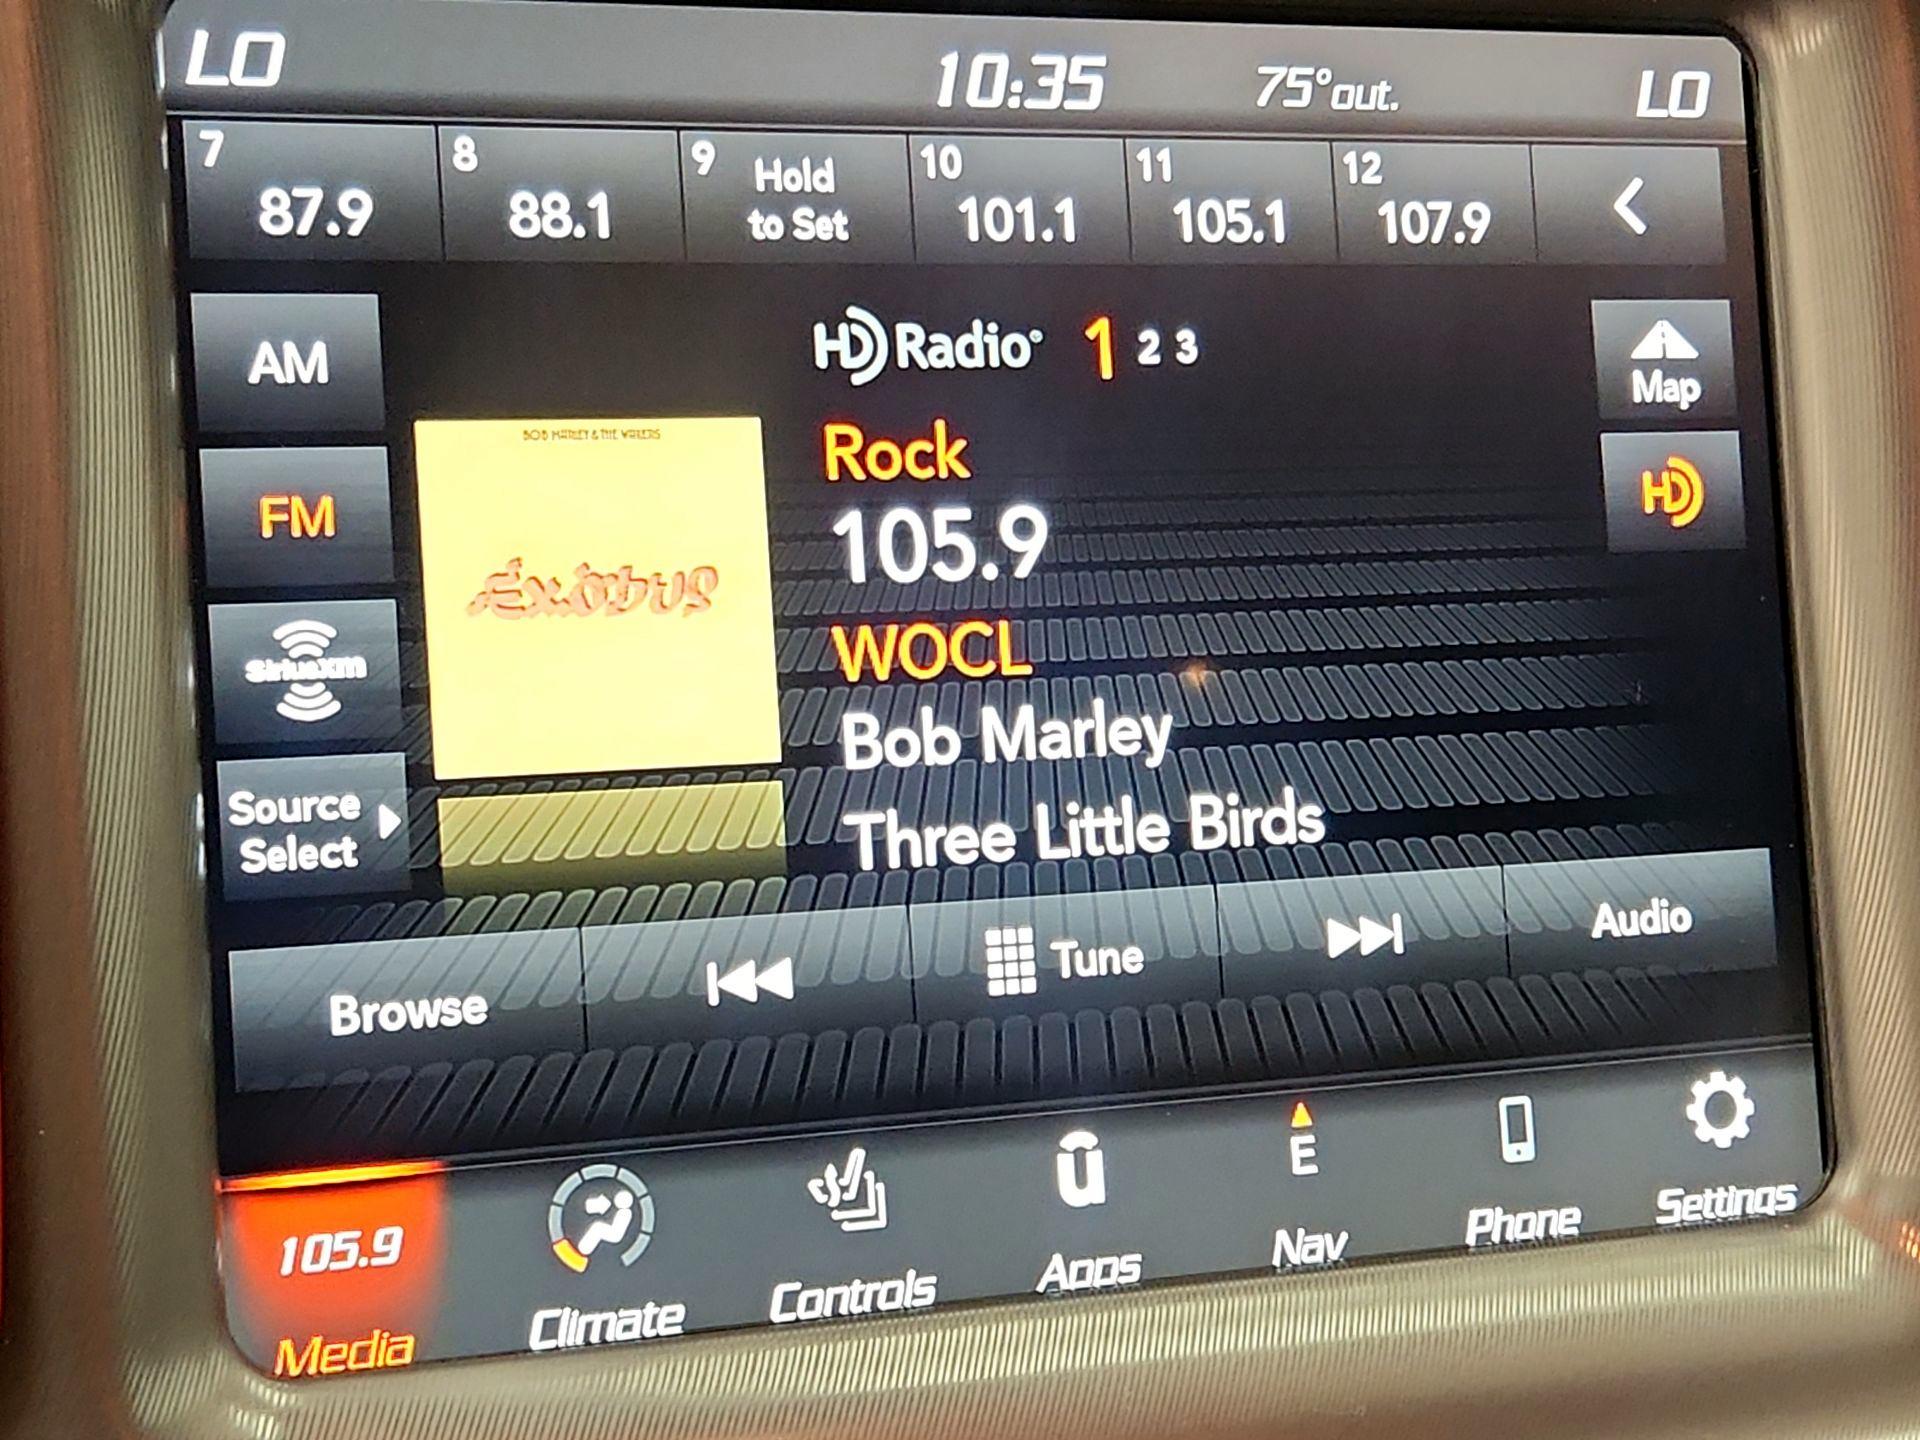 LO 10:35 75°out. LO
7 87.9
8 88.1
9 Hold to Set
10 101.1
11 105.1
12 107.9
AM
FM
SiriusXM
Source
Select
BOB MARLEY & THE WAILERS
Exodus
HD Radio 1 2 3
Rock
105.9
WOCL
Bob Marley
Three Little Birds
Map
HD
Browse
Tune
Audio
105.9
Media
Climate
Controls
u
Apps
E
Nav
Phone
Settings